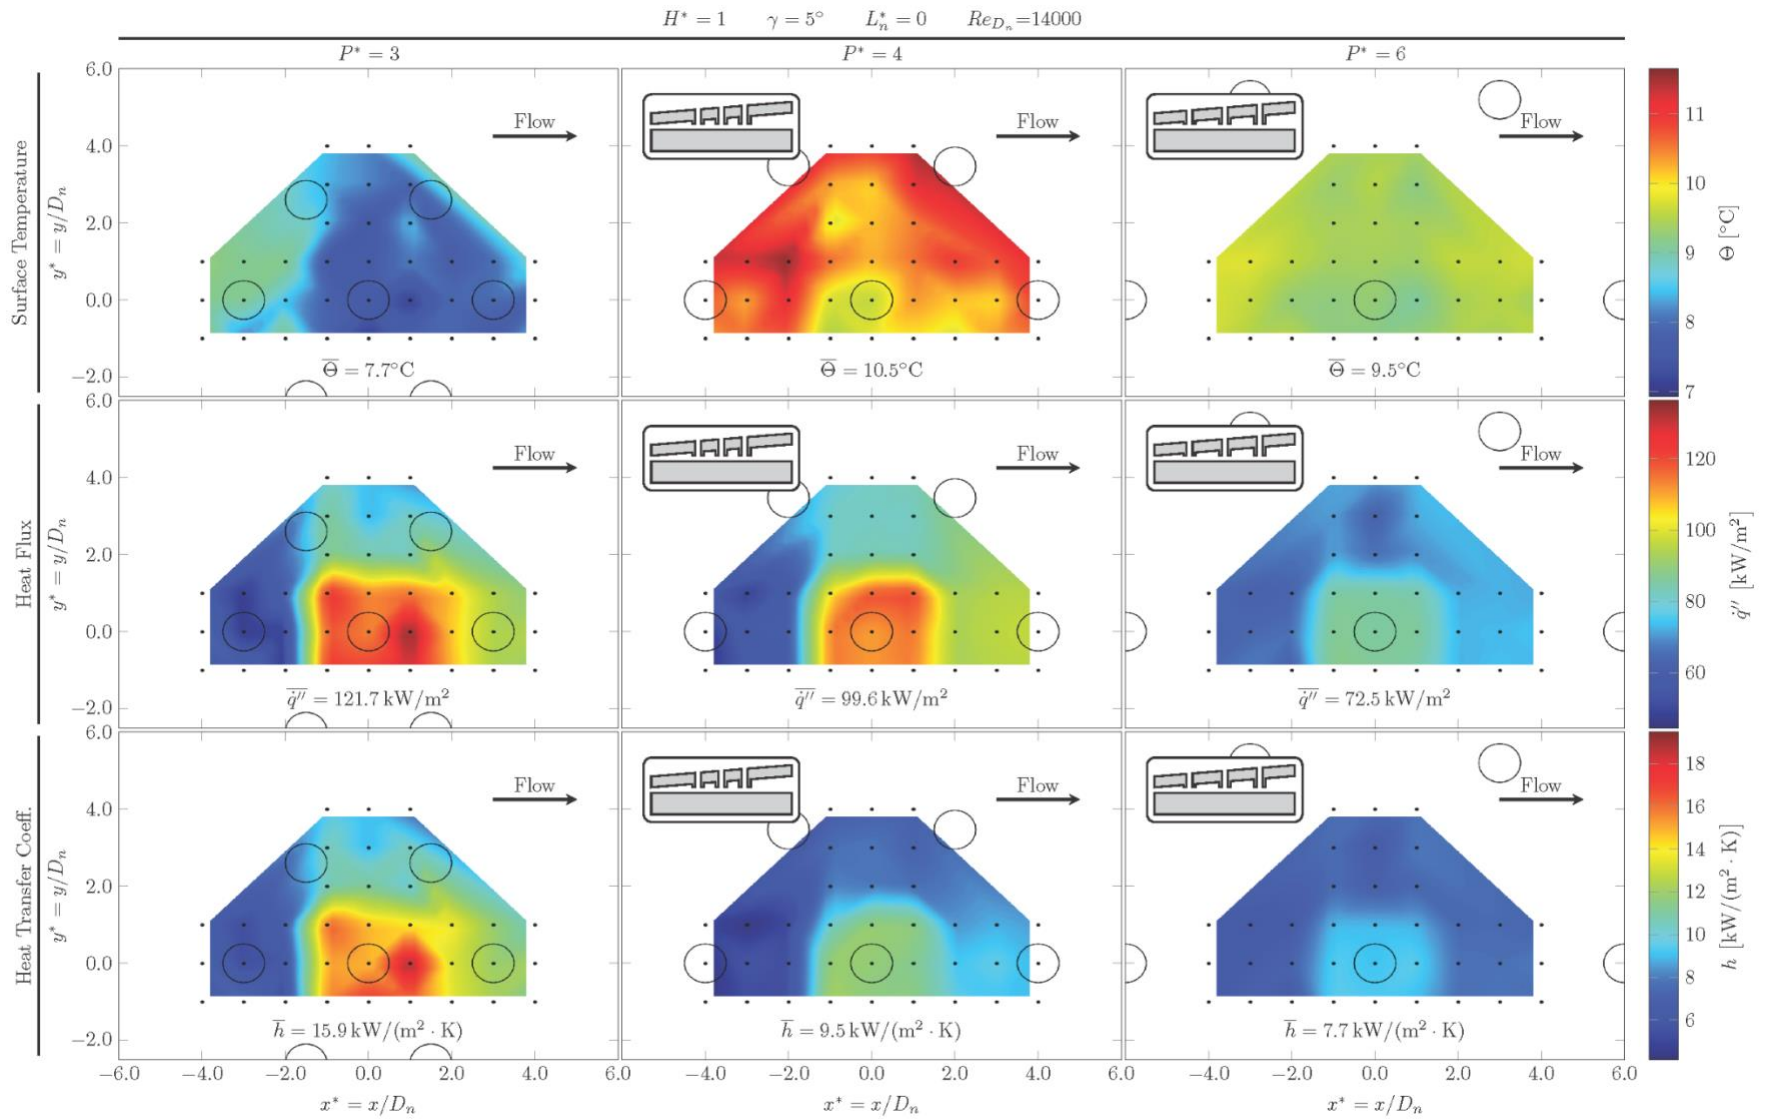 H* = 1 γ = 5° L*ₙ = 0 Re_Dₙ =14000
P* = 3 P* = 4 P* = 6
Surface Temperature
y* = y/Dₙ
6.0
4.0
2.0
0.0
−2.0
Flow
Θ̅ = 7.7°C
Flow
Θ̅ = 10.5°C
Flow
Θ̅ = 9.5°C
11
10
9
8
7
Θ [°C]
Heat Flux
y* = y/Dₙ
6.0
4.0
2.0
0.0
−2.0
Flow
q̇″ = 121.7 kW/m²
Flow
q̇″ = 99.6 kW/m²
Flow
q̇″ = 72.5 kW/m²
120
100
80
60
q̇″ [kW/m²]
Heat Transfer Coeff.
y* = y/Dₙ
6.0
4.0
2.0
0.0
−2.0
Flow
h̅ = 15.9 kW/(m² · K)
Flow
h̅ = 9.5 kW/(m² · K)
Flow
h̅ = 7.7 kW/(m² · K)
18
16
14
12
10
8
6
h [kW/(m² · K)]
−6.0 −4.0 −2.0 0.0 2.0 4.0 6.0 −4.0 −2.0 0.0 2.0 4.0 6.0 −4.0 −2.0 0.0 2.0 4.0 6.0
x* = x/Dₙ x* = x/Dₙ x* = x/Dₙ